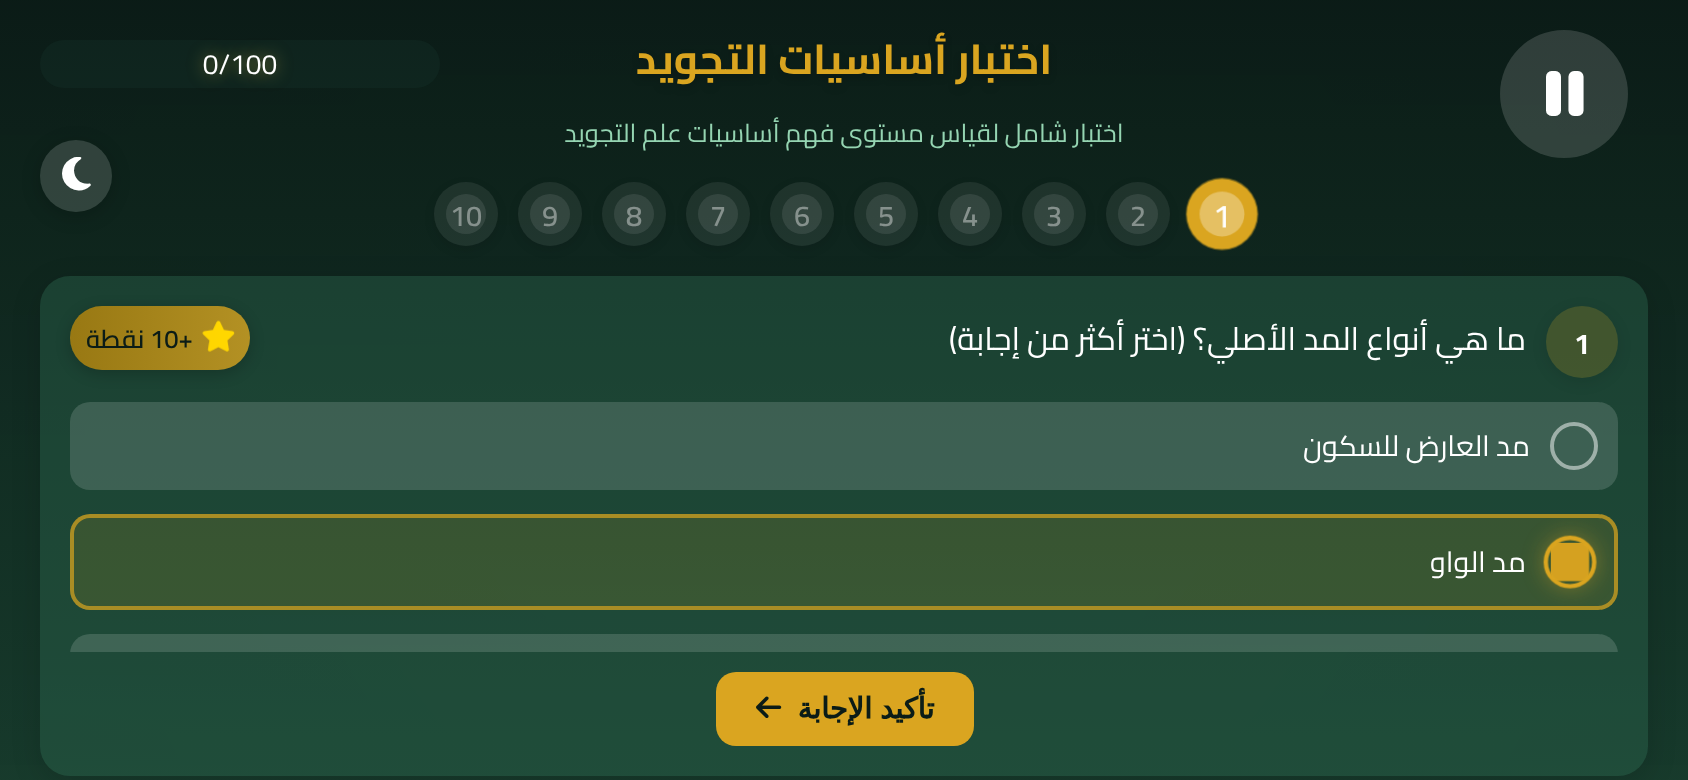 اختبار أساسيات التجويد
0/100
اختبار شامل لقياس مستوى فهم أساسيات علم التجويد
1 2 3 4 5 6 7 8 9 10
1 ما هي أنواع المد الأصلي؟ (اختر أكثر من إجابة)
+10 نقطة
مد العارض للسكون
مد الواو
تأكيد الإجابة